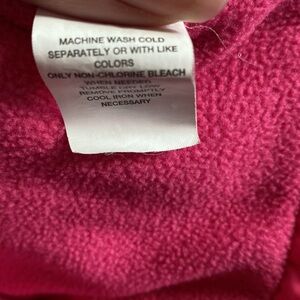 MACHINE WASH COLD
SEPARATELY OR WITH LIKE
COLORS
ONLY NON-CHLORINE BLEACH
WHEN NEEDED
TUMBLE DRY LOW
REMOVE PROMPTLY
COOL IRON WHEN
NECESSARY